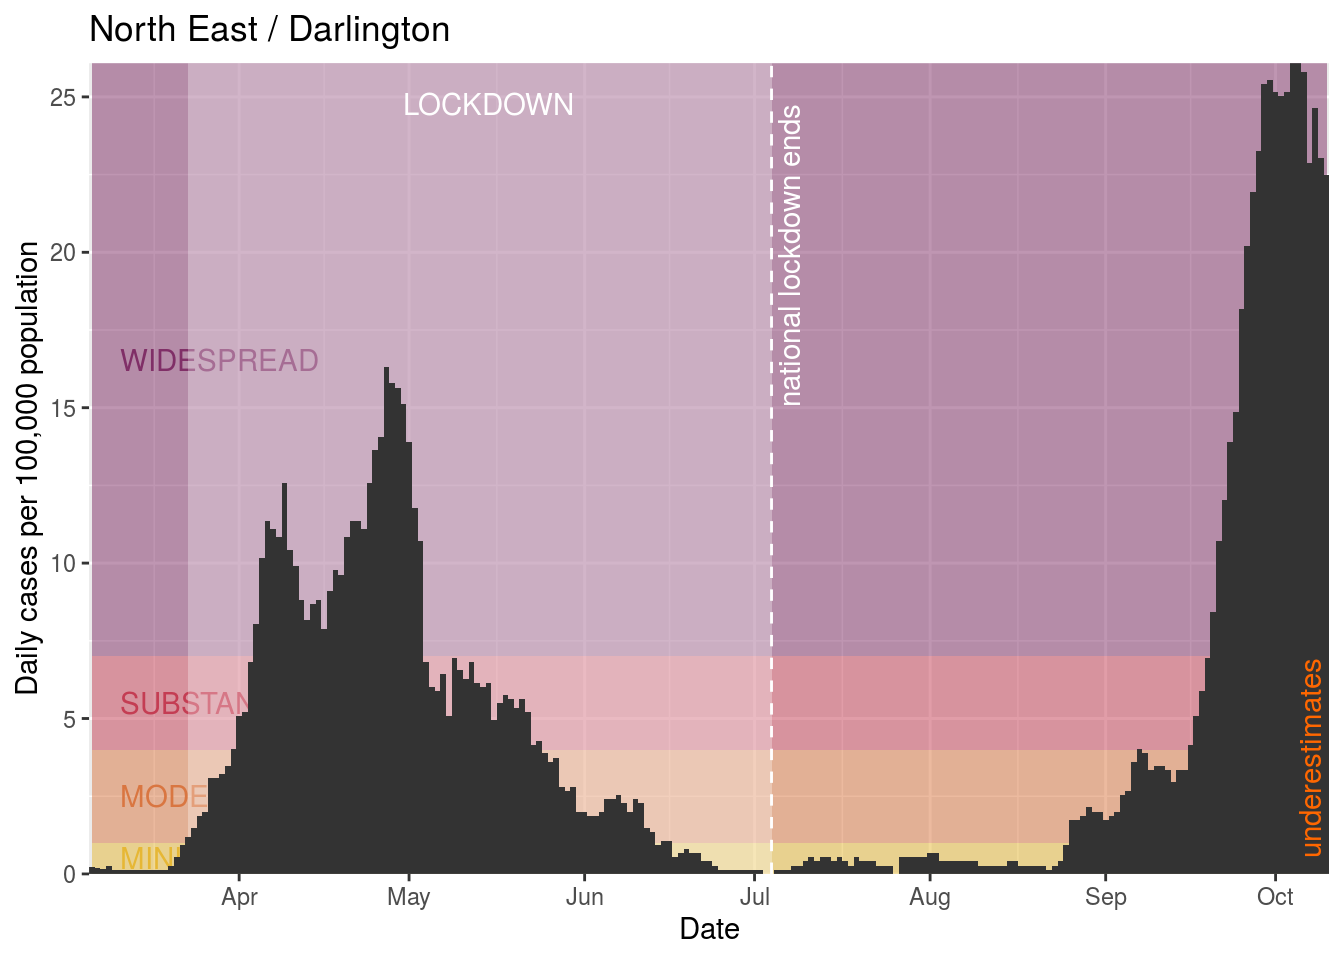 North East / Darlington
LOCKDOWN
national lockdown ends
WIDESPREAD
SUBSTAN
MODE
MINI
underestimates
Daily cases per 100,000 population
25
20
15
10
5
0
Apr
May
Jun
Jul
Aug
Sep
Oct
Date